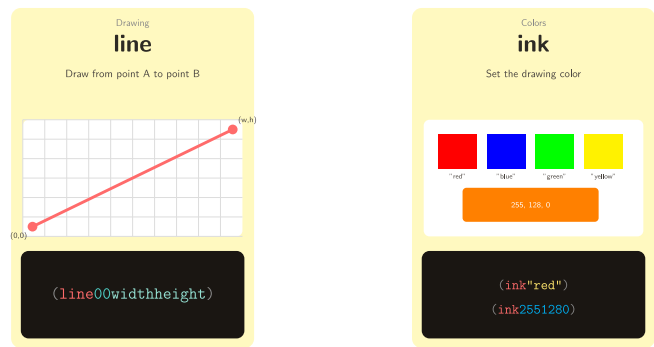 Drawing
line
Draw from point A to point B
(w,h)
(0,0)
(line00widthheight)
Colors
ink
Set the drawing color
"red" "blue" "green" "yellow"
255, 128, 0
(ink"red")
(ink2551280)